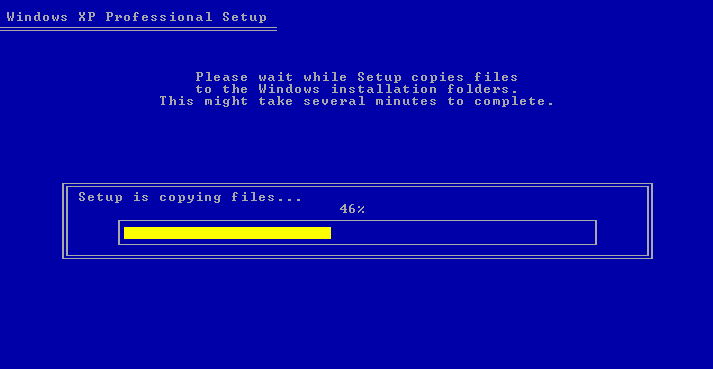 Windows XP Professional Setup
Please wait while Setup copies files
to the Windows installation folders.
This might take several minutes to complete.
Setup is copying files...
46%